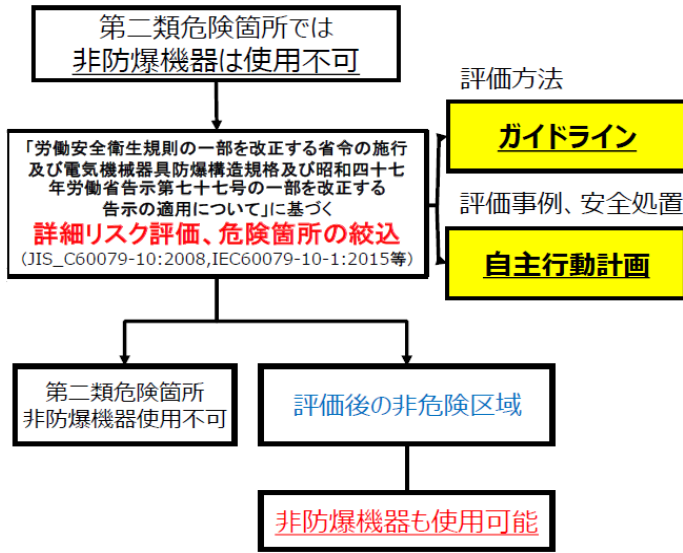 第二類危険箇所では
非防爆機器は使用不可
評価方法
ガイドライン
「労働安全衛生規則の一部を改正する省令の施行
及び電気機械器具防爆構造規格及び昭和四十七
年労働省告示第七十七号の一部を改正する
告示の適用について」に基づく
詳細リスク評価、危険箇所の絞込
（JIS_C60079-10:2008,IEC60079-10-1:2015等）
評価事例、安全処置
自主行動計画
第二類危険箇所
非防爆機器使用不可
評価後の非危険区域
非防爆機器も使用可能